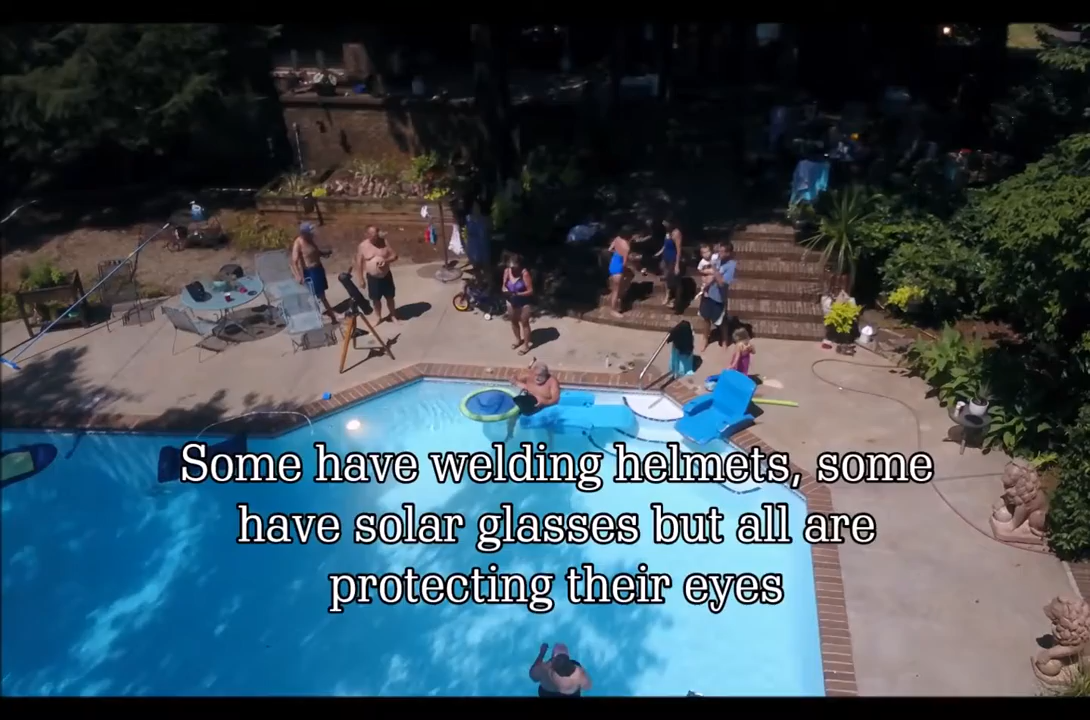 Some have welding helmets, some
have solar glasses but all are
protecting their eyes